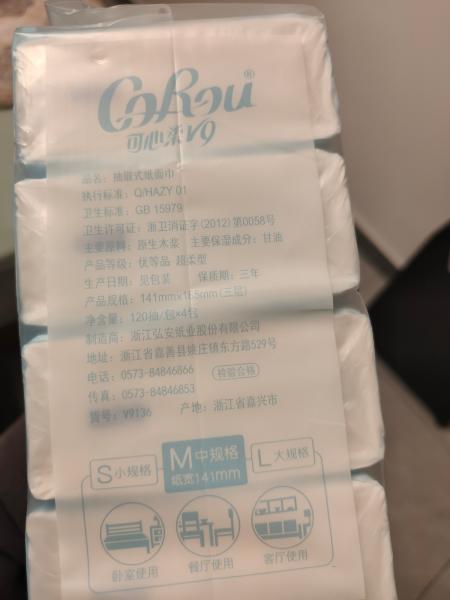 CoRou®
可心柔V9
品名：抽取式纸面巾
执行标准：Q/HAZY 01
卫生标准：GB 15979
卫生许可证：浙卫消证字(2012)第0058号
主要原料：原生木浆 主要保湿成分：甘油
产品等级：优等品 超柔型
生产日期：见包装 保质期：三年
产品规格：141mm×185mm(三层)
净含量：120抽/包×4包
制造商：浙江弘安纸业股份有限公司
地址：浙江省嘉善县姚庄镇东方路529号
电话：0573-84846866 检验合格
传真：0573-84846853
货号：V9136 产地：浙江省嘉兴市
S小规格 M中规格 L大规格
纸宽141mm
卧室使用 餐厅使用 客厅使用